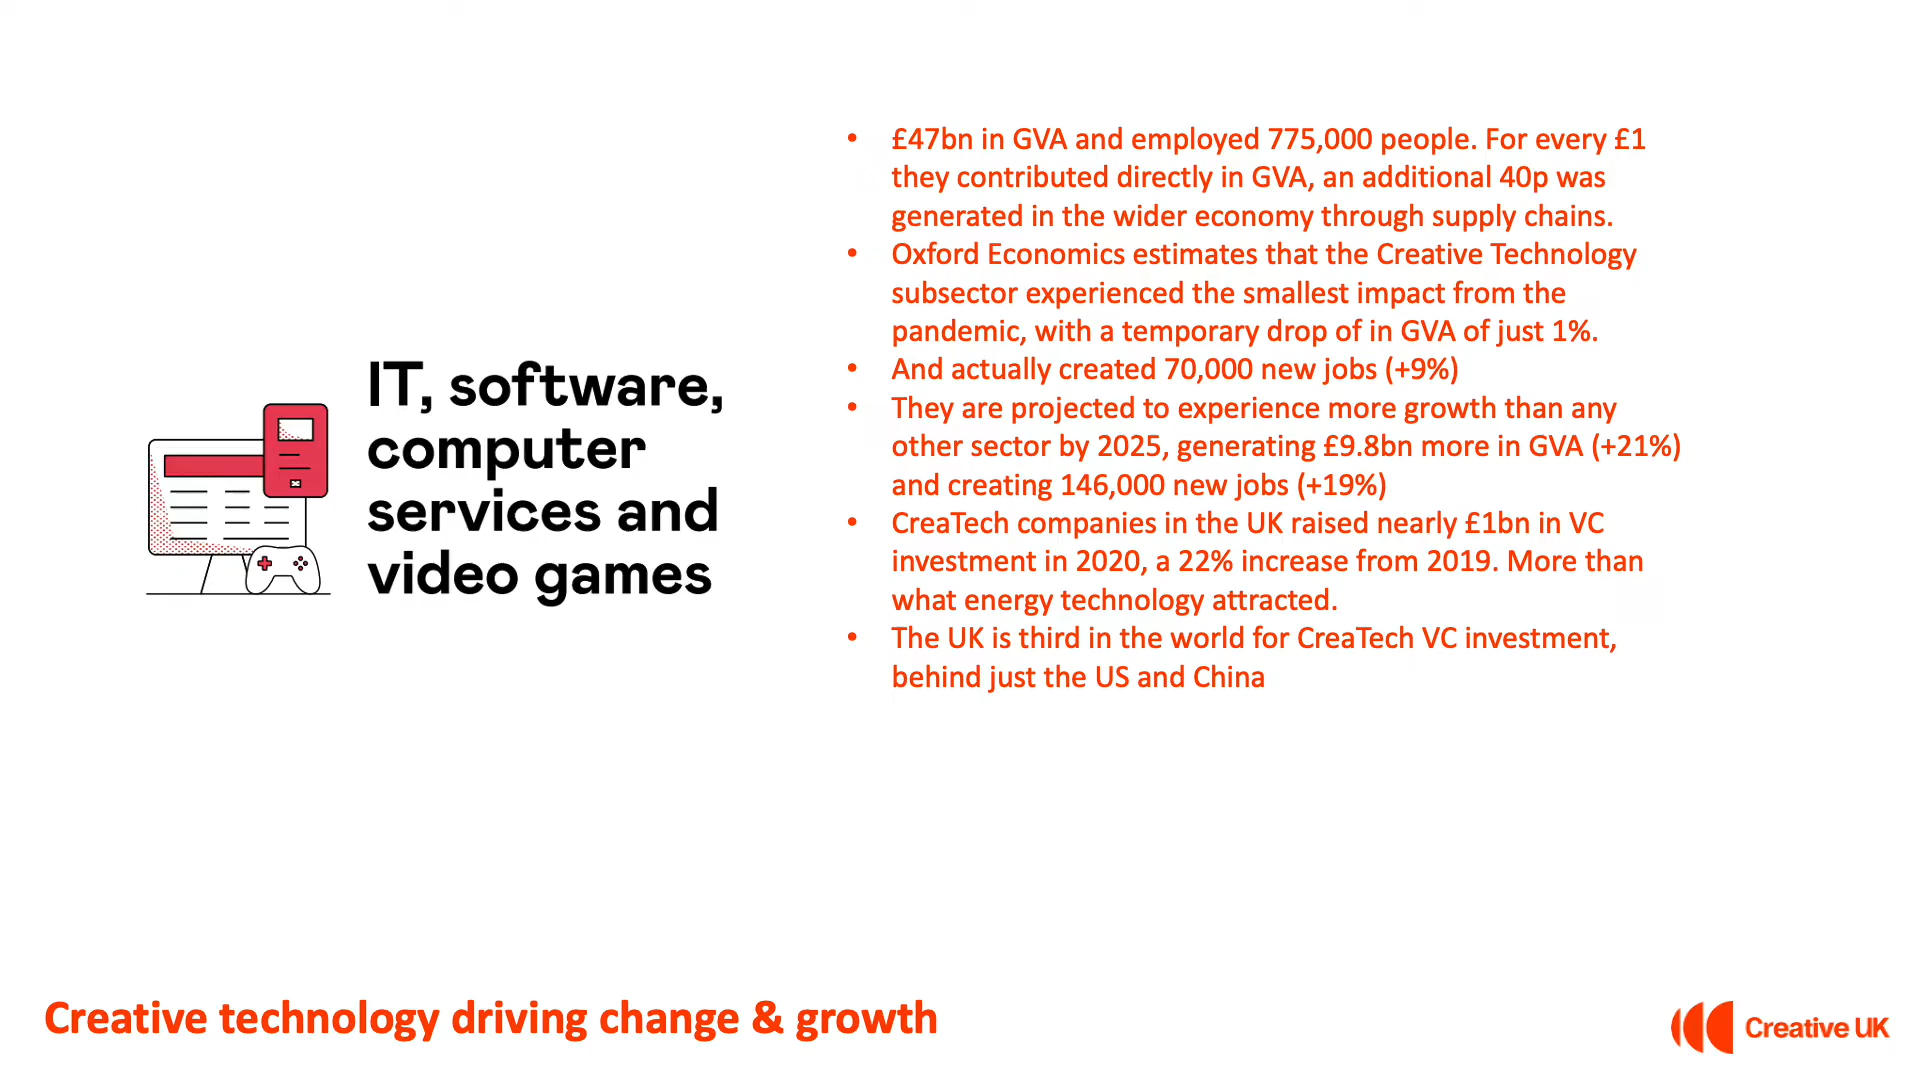 IT, software,
computer
services and
video games
• £47bn in GVA and employed 775,000 people. For every £1
they contributed directly in GVA, an additional 40p was
generated in the wider economy through supply chains.
• Oxford Economics estimates that the Creative Technology
subsector experienced the smallest impact from the
pandemic, with a temporary drop of in GVA of just 1%.
• And actually created 70,000 new jobs (+9%)
• They are projected to experience more growth than any
other sector by 2025, generating £9.8bn more in GVA (+21%)
and creating 146,000 new jobs (+19%)
• CreaTech companies in the UK raised nearly £1bn in VC
investment in 2020, a 22% increase from 2019. More than
what energy technology attracted.
• The UK is third in the world for CreaTech VC investment,
behind just the US and China
Creative technology driving change & growth
Creative UK